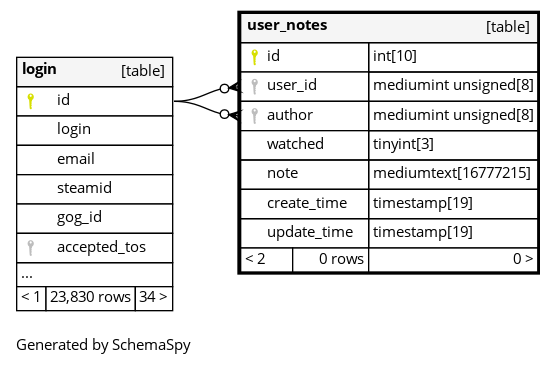 login [table]
id
login
email
steamid
gog_id
accepted_tos
...
< 1 23,830 rows 34 >
user_notes [table]
id int[10]
user_id mediumint unsigned[8]
author mediumint unsigned[8]
watched tinyint[3]
note mediumtext[16777215]
create_time timestamp[19]
update_time timestamp[19]
< 2 0 rows 0 >
Generated by SchemaSpy